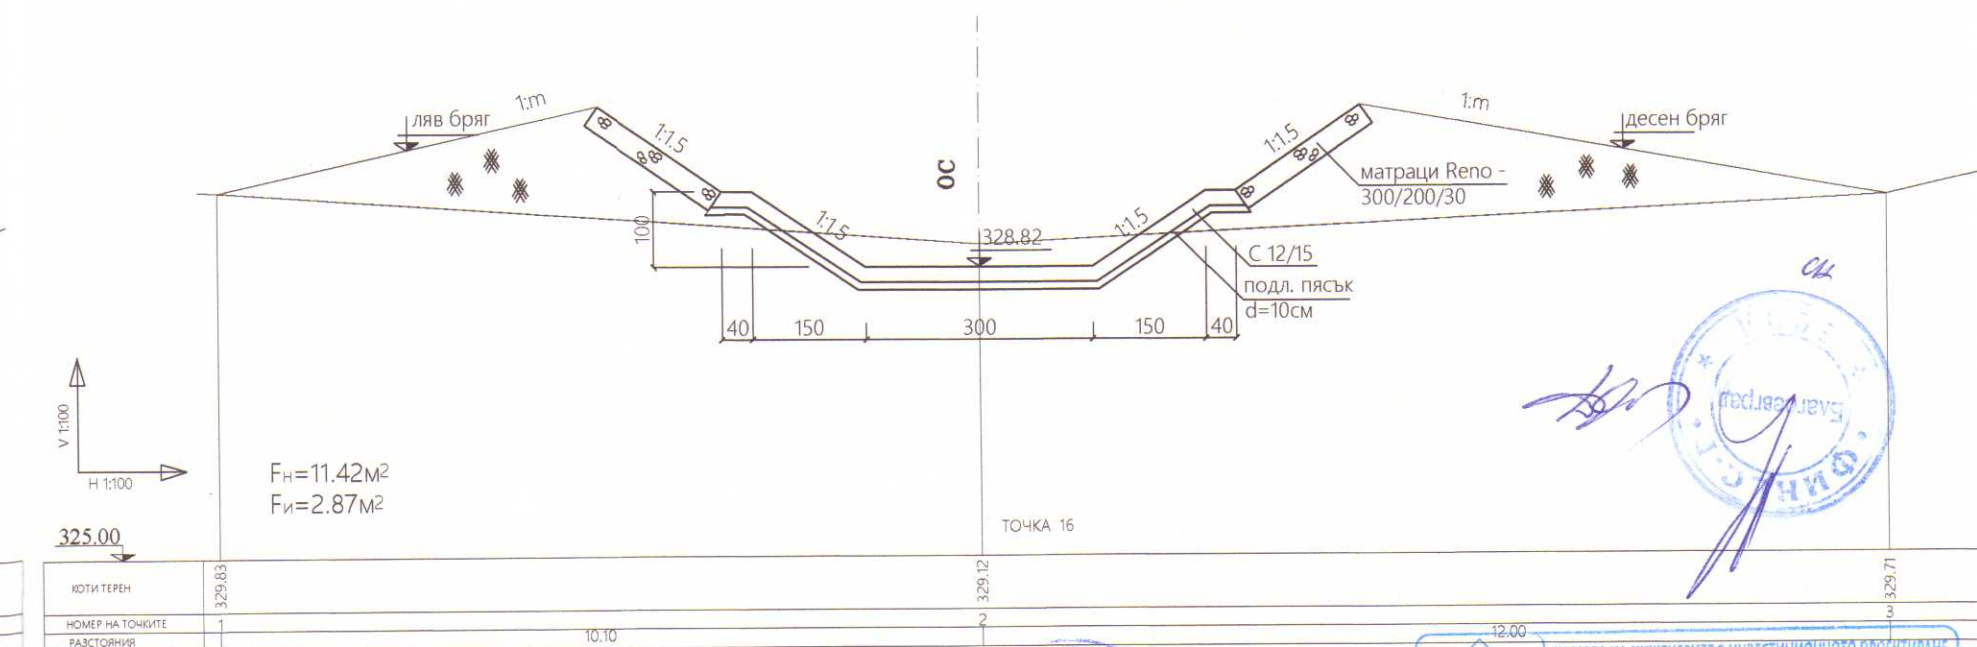 1:m
1:m
ляв бряг
десен бряг
1:1.5
1:1.5
ОС
матраци Reno -
300/200/30
100
1:1.5
1:1.5
328.82
С 12/15
подл. пясък
d=10см
40
150
300
150
40
V 1:100
H 1:100
Fн=11.42м2
Fи=2.87м2
ТОЧКА 16
325.00
Благоевград
ФИНЕС-Г
КОТИ ТЕРЕН
329.83
329.12
329.71
НОМЕР НА ТОЧКИТЕ
1
2
3
РАЗСТОЯНИЯ
10.10
12.00